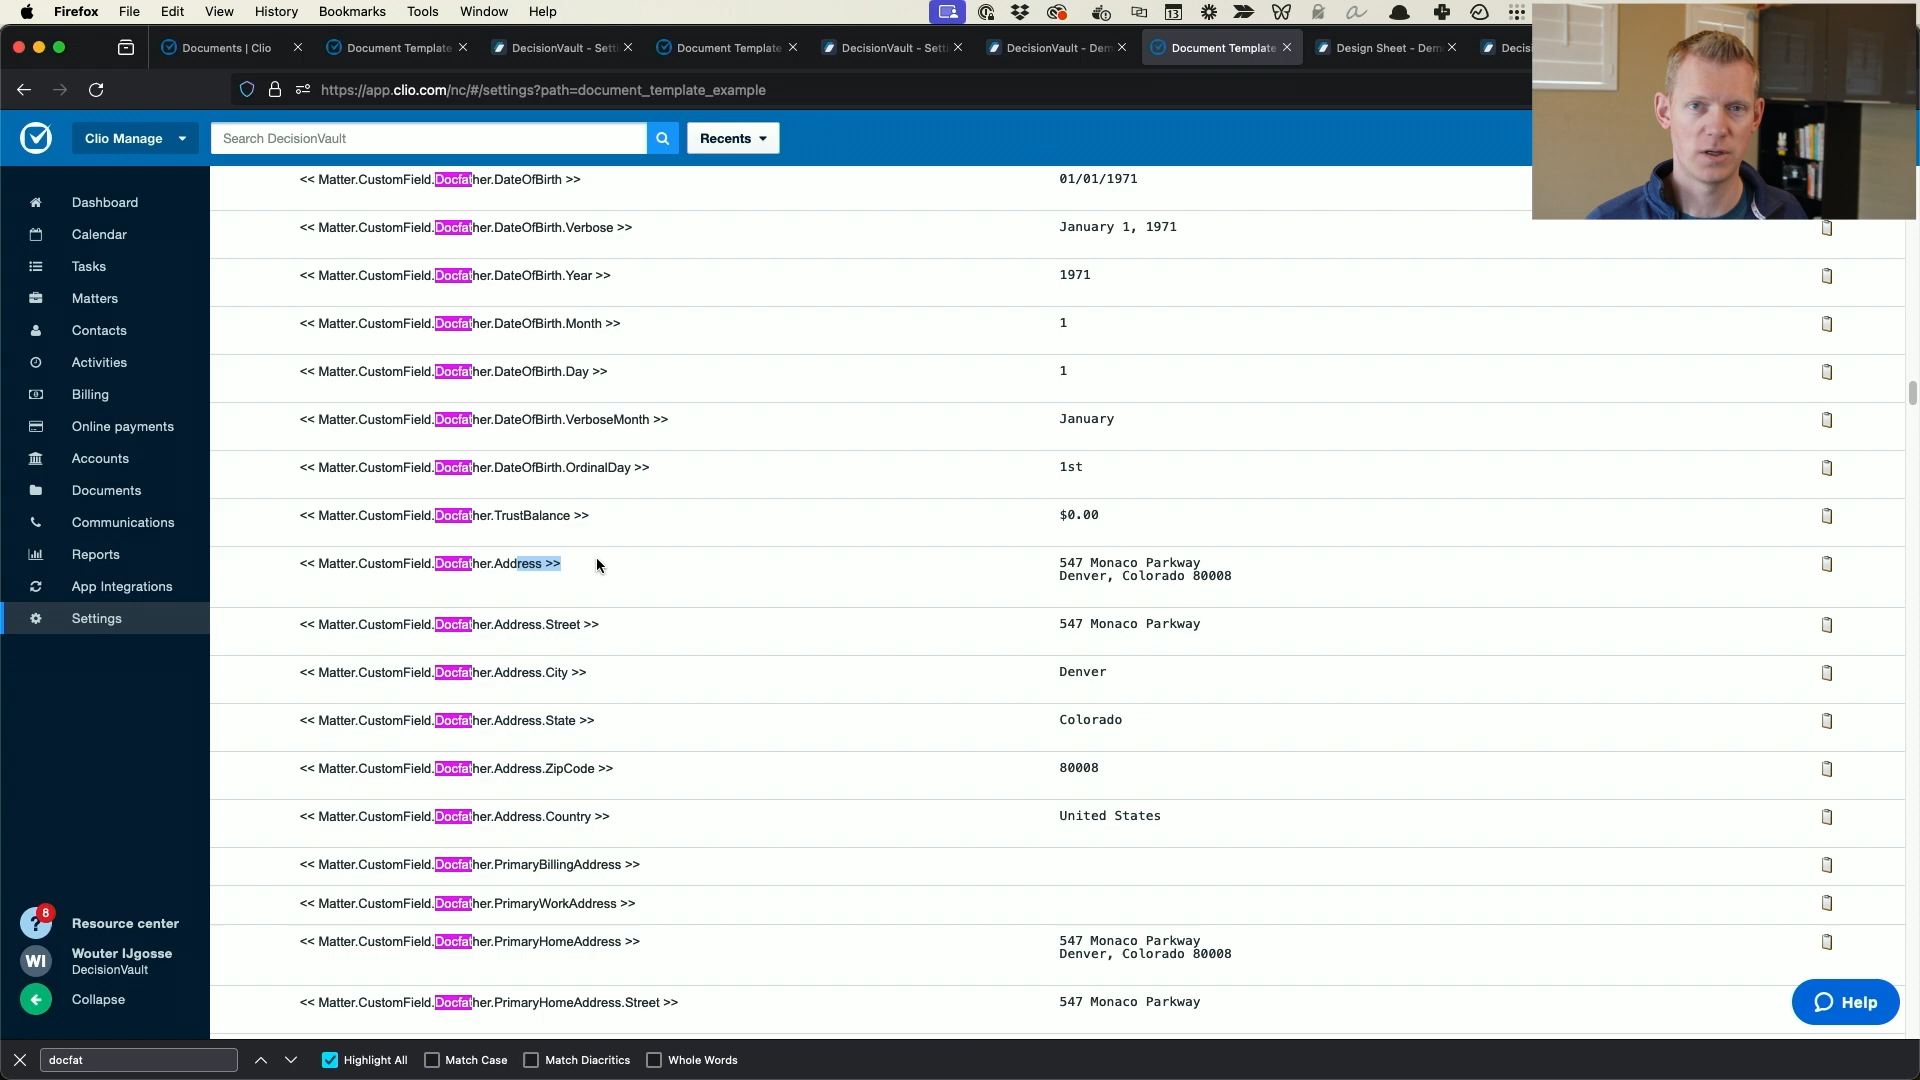 Firefox File Edit View History Bookmarks Tools Window Help
13
Documents | Clio
Document Template
DecisionVault - Setti
Document Template
DecisionVault - Setti
DecisionVault - Dem
Document Template
Design Sheet - Dem
Decis
https://app.clio.com/nc/#/settings?path=document_template_example
Clio Manage
Search DecisionVault
Recents
Dashboard
Calendar
Tasks
Matters
Contacts
Activities
Billing
Online payments
Accounts
Documents
Communications
Reports
App Integrations
Settings
8
Resource center
WI
Wouter IJgosse
DecisionVault
Collapse
<< Matter.CustomField.Docfather.DateOfBirth >> 01/01/1971
<< Matter.CustomField.Docfather.DateOfBirth.Verbose >> January 1, 1971
<< Matter.CustomField.Docfather.DateOfBirth.Year >> 1971
<< Matter.CustomField.Docfather.DateOfBirth.Month >> 1
<< Matter.CustomField.Docfather.DateOfBirth.Day >> 1
<< Matter.CustomField.Docfather.DateOfBirth.VerboseMonth >> January
<< Matter.CustomField.Docfather.DateOfBirth.OrdinalDay >> 1st
<< Matter.CustomField.Docfather.TrustBalance >> $0.00
<< Matter.CustomField.Docfather.Address >> 547 Monaco Parkway
Denver, Colorado 80008
<< Matter.CustomField.Docfather.Address.Street >> 547 Monaco Parkway
<< Matter.CustomField.Docfather.Address.City >> Denver
<< Matter.CustomField.Docfather.Address.State >> Colorado
<< Matter.CustomField.Docfather.Address.ZipCode >> 80008
<< Matter.CustomField.Docfather.Address.Country >> United States
<< Matter.CustomField.Docfather.PrimaryBillingAddress >>
<< Matter.CustomField.Docfather.PrimaryWorkAddress >>
<< Matter.CustomField.Docfather.PrimaryHomeAddress >> 547 Monaco Parkway
Denver, Colorado 80008
<< Matter.CustomField.Docfather.PrimaryHomeAddress.Street >> 547 Monaco Parkway
Help
docfat
Highlight All Match Case Match Diacritics Whole Words